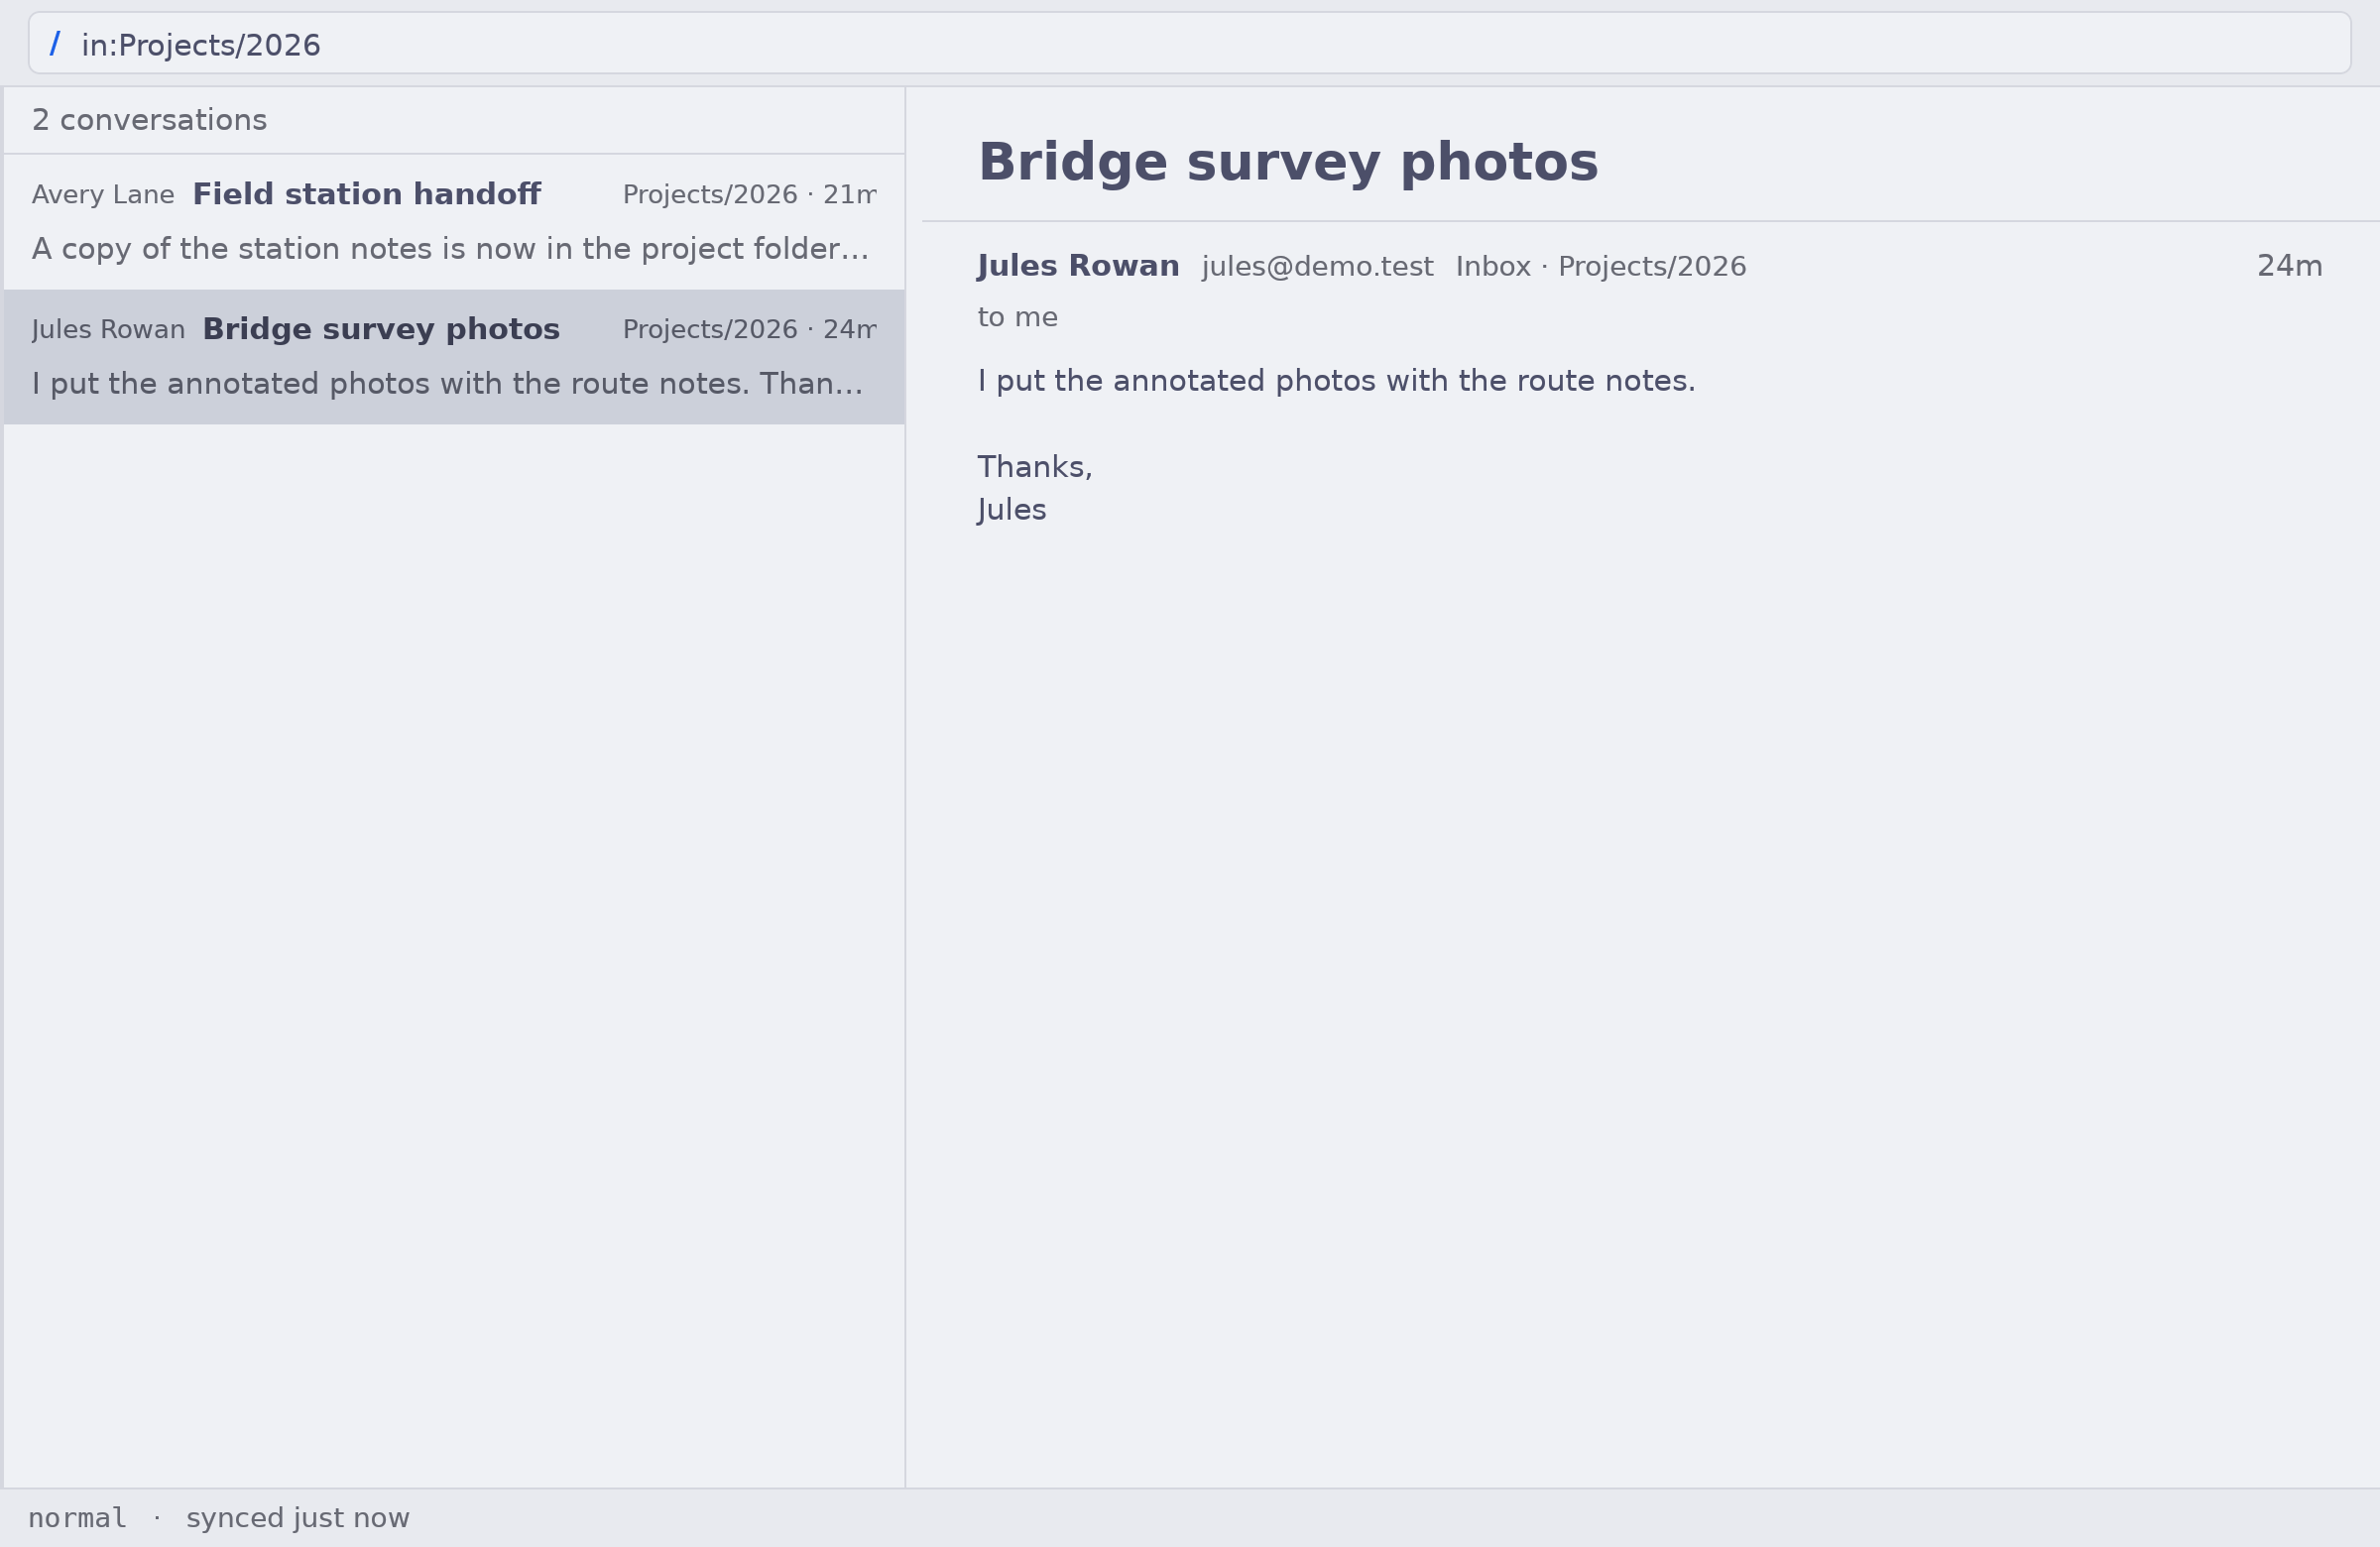 / in:Projects/2026
2 conversations
Avery Lane Field station handoff Projects/2026 · 21m
A copy of the station notes is now in the project folder…
Jules Rowan Bridge survey photos Projects/2026 · 24m
I put the annotated photos with the route notes. Than…
Bridge survey photos
Jules Rowan jules@demo.test Inbox · Projects/2026 24m
to me
I put the annotated photos with the route notes.
Thanks,
Jules
normal · synced just now